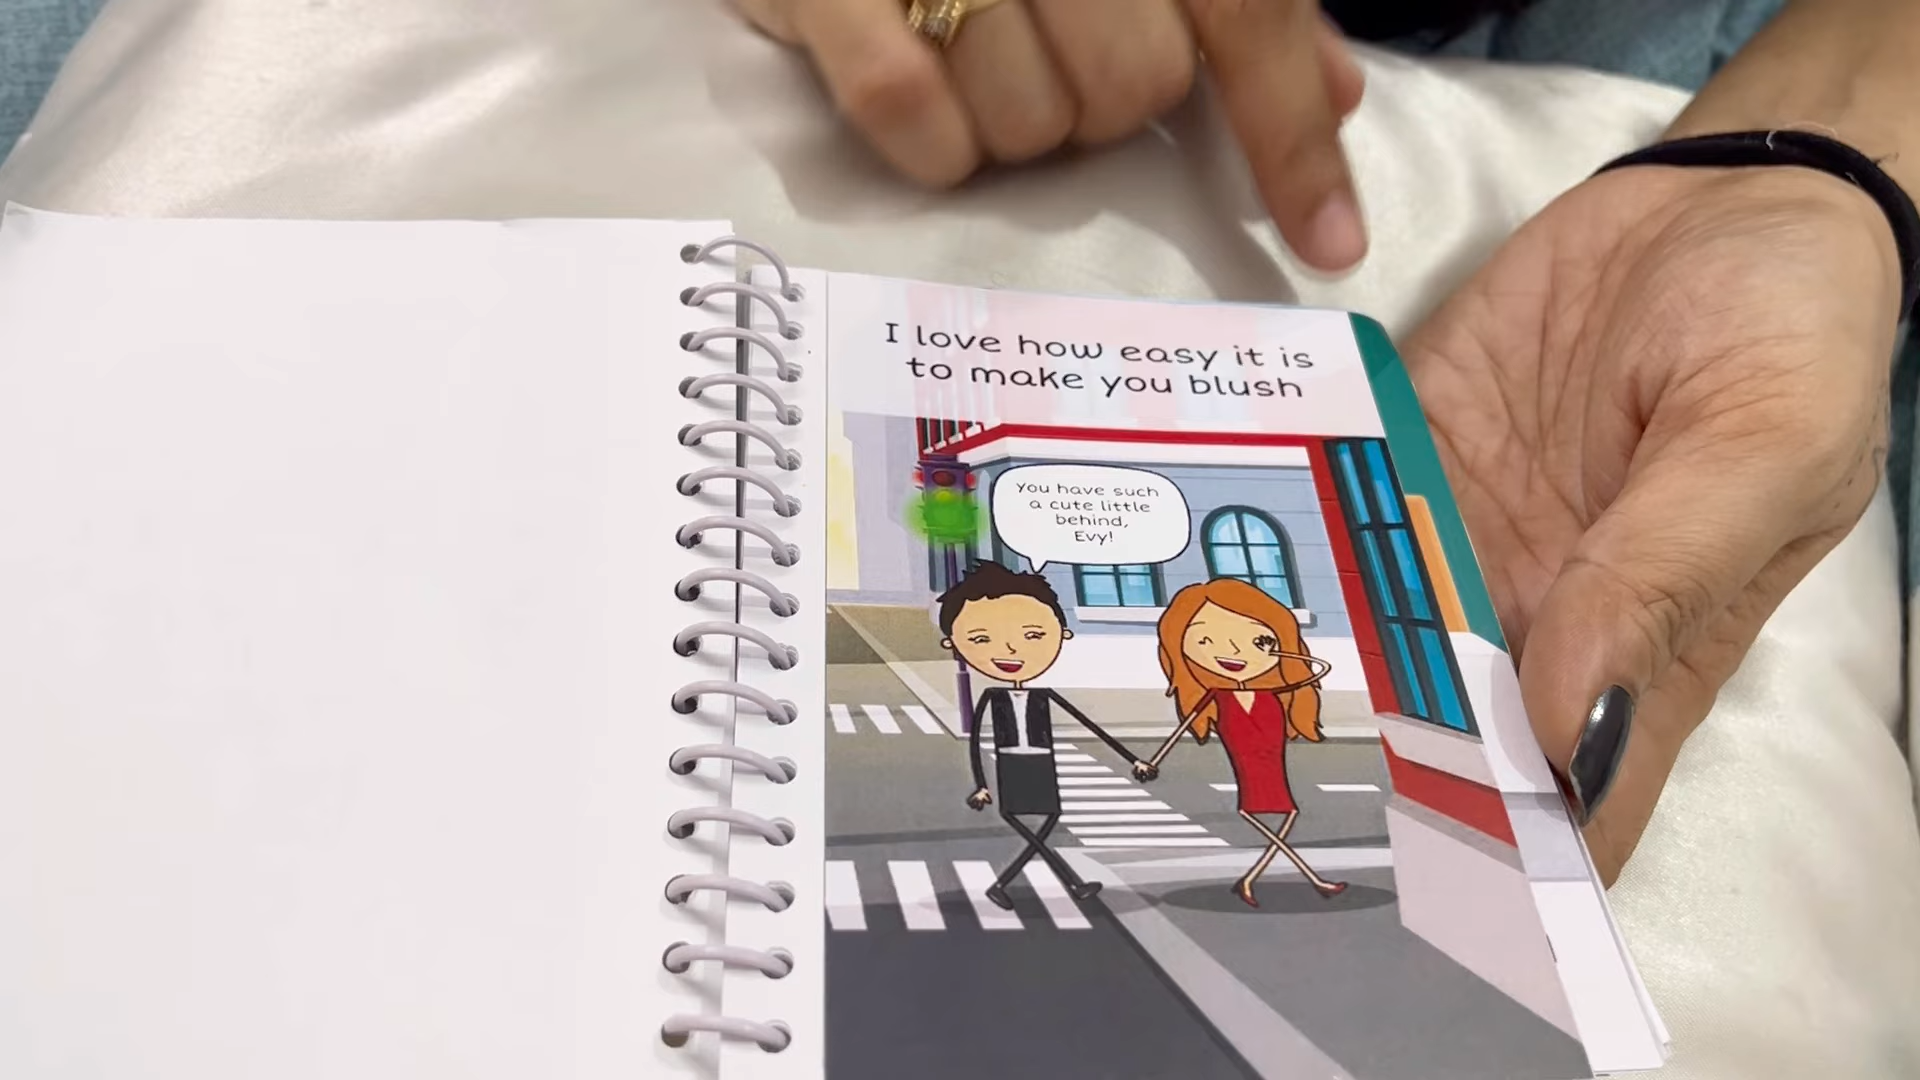 I love how easy it is
to make you blush
You have such
a cute little
behind,
Evy!